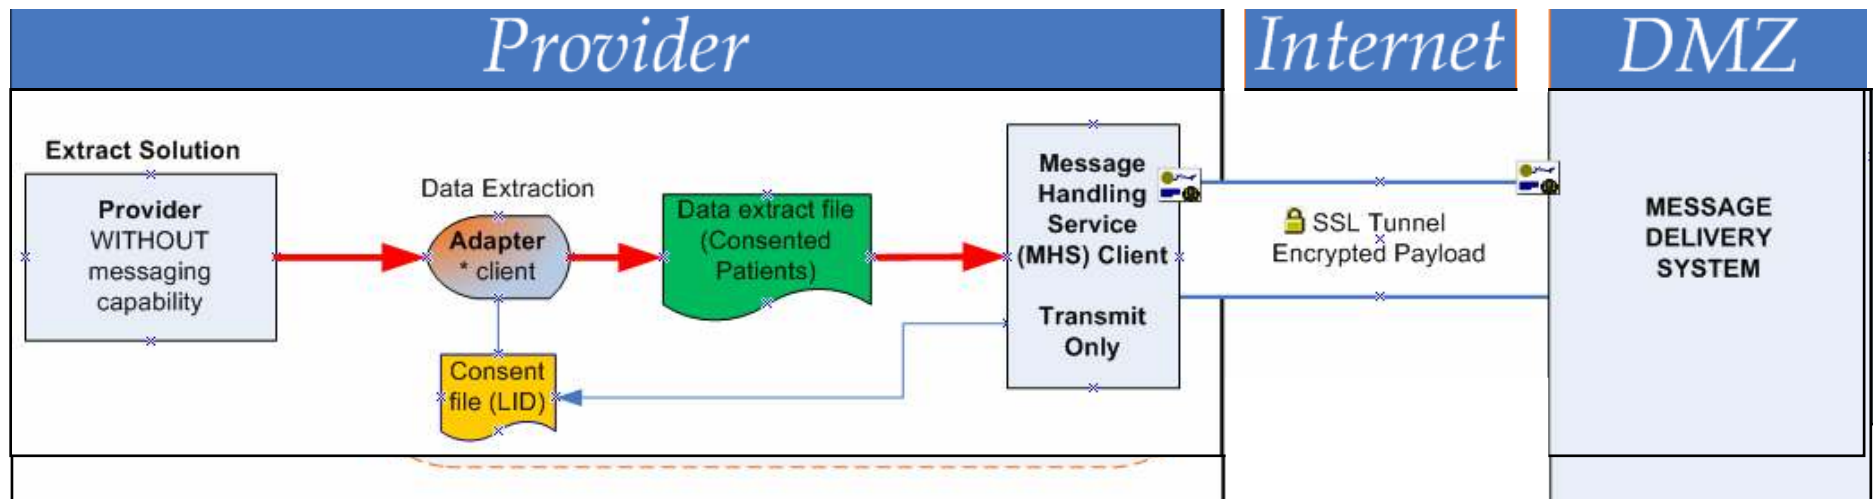 Provider
Internet
DMZ
Extract Solution
Provider
WITHOUT
messaging
capability
Data Extraction
Adapter
* client
Consent
file (LID)
Data extract file
(Consented
Patients)
Message
Handling
Service
(MHS) Client
Transmit
Only
SSL Tunnel
Encrypted Payload
MESSAGE
DELIVERY
SYSTEM